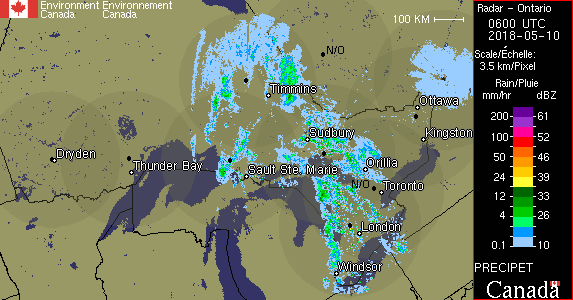 Environment Environnement
Canada Canada
100 KM
N/O
Timmins
Ottawa
Sudbury
Kingston
Dryden
Thunder Bay
Orillia
Sault Ste. Marie
N/O
Toronto
London
Windsor
Radar - Ontario
0600 UTC
2018-05-10
Scale/Échelle:
3.5 km/Pixel
Rain/Pluie
mm/hr dBZ
200 61
100 52
50 46
24 39
12 33
4 26
0.1 10
PRECIPET
Canada